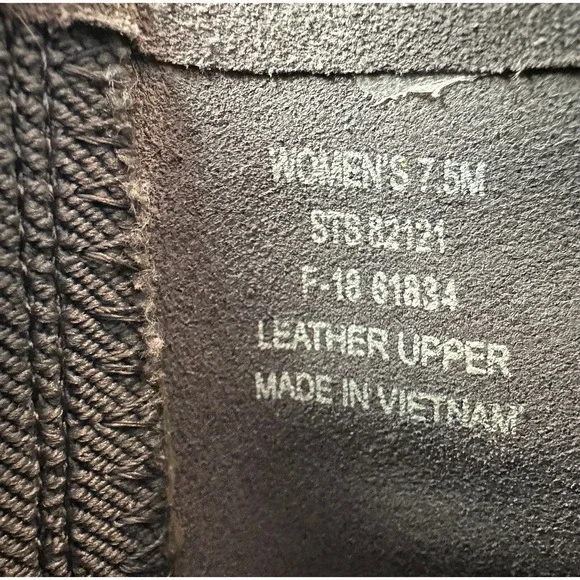 WOMEN'S 7.5M
STS 82121
F-18 61834
LEATHER UPPER
MADE IN VIETNAM